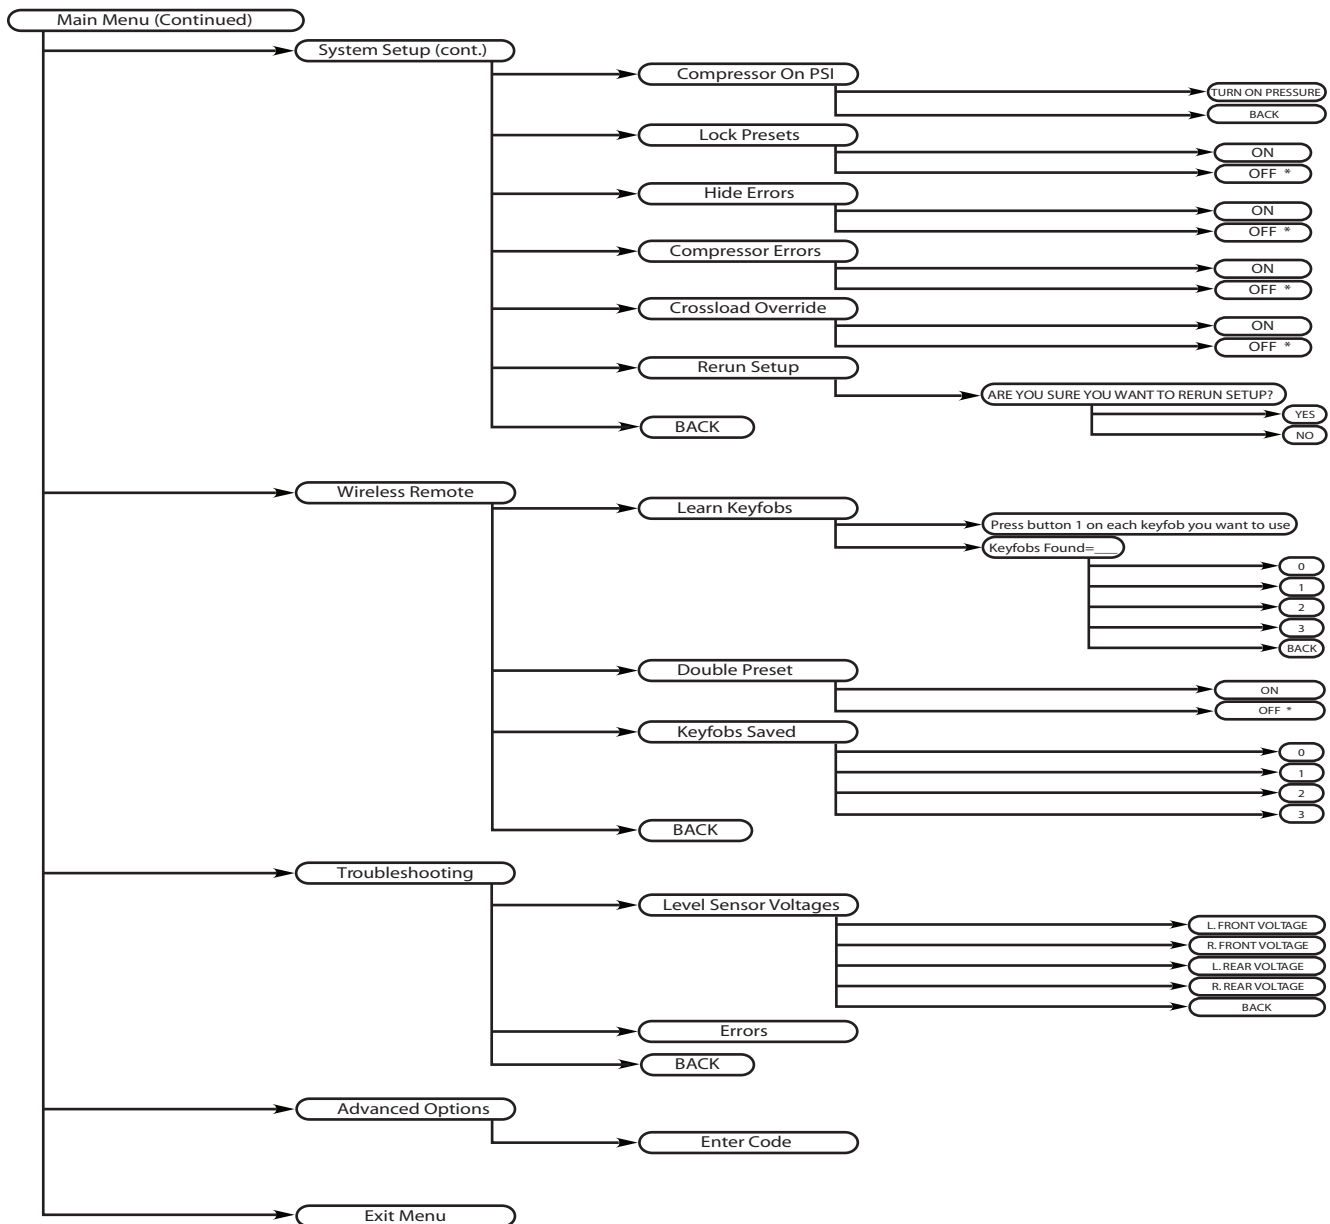 Main Menu (Continued)
System Setup (cont.)
Compressor On PSI
TURN ON PRESSURE
BACK
Lock Presets
ON
OFF *
Hide Errors
ON
OFF *
Compressor Errors
ON
OFF *
Crossload Override
ON
OFF *
Rerun Setup
ARE YOU SURE YOU WANT TO RERUN SETUP?
YES
NO
BACK
Wireless Remote
Learn Keyfobs
Press button 1 on each keyfob you want to use
Keyfobs Found=___
0
1
2
3
BACK
Double Preset
ON
OFF *
Keyfobs Saved
0
1
2
3
BACK
Troubleshooting
Level Sensor Voltages
L. FRONT VOLTAGE
R. FRONT VOLTAGE
L. REAR VOLTAGE
R. REAR VOLTAGE
BACK
Errors
BACK
Advanced Options
Enter Code
Exit Menu